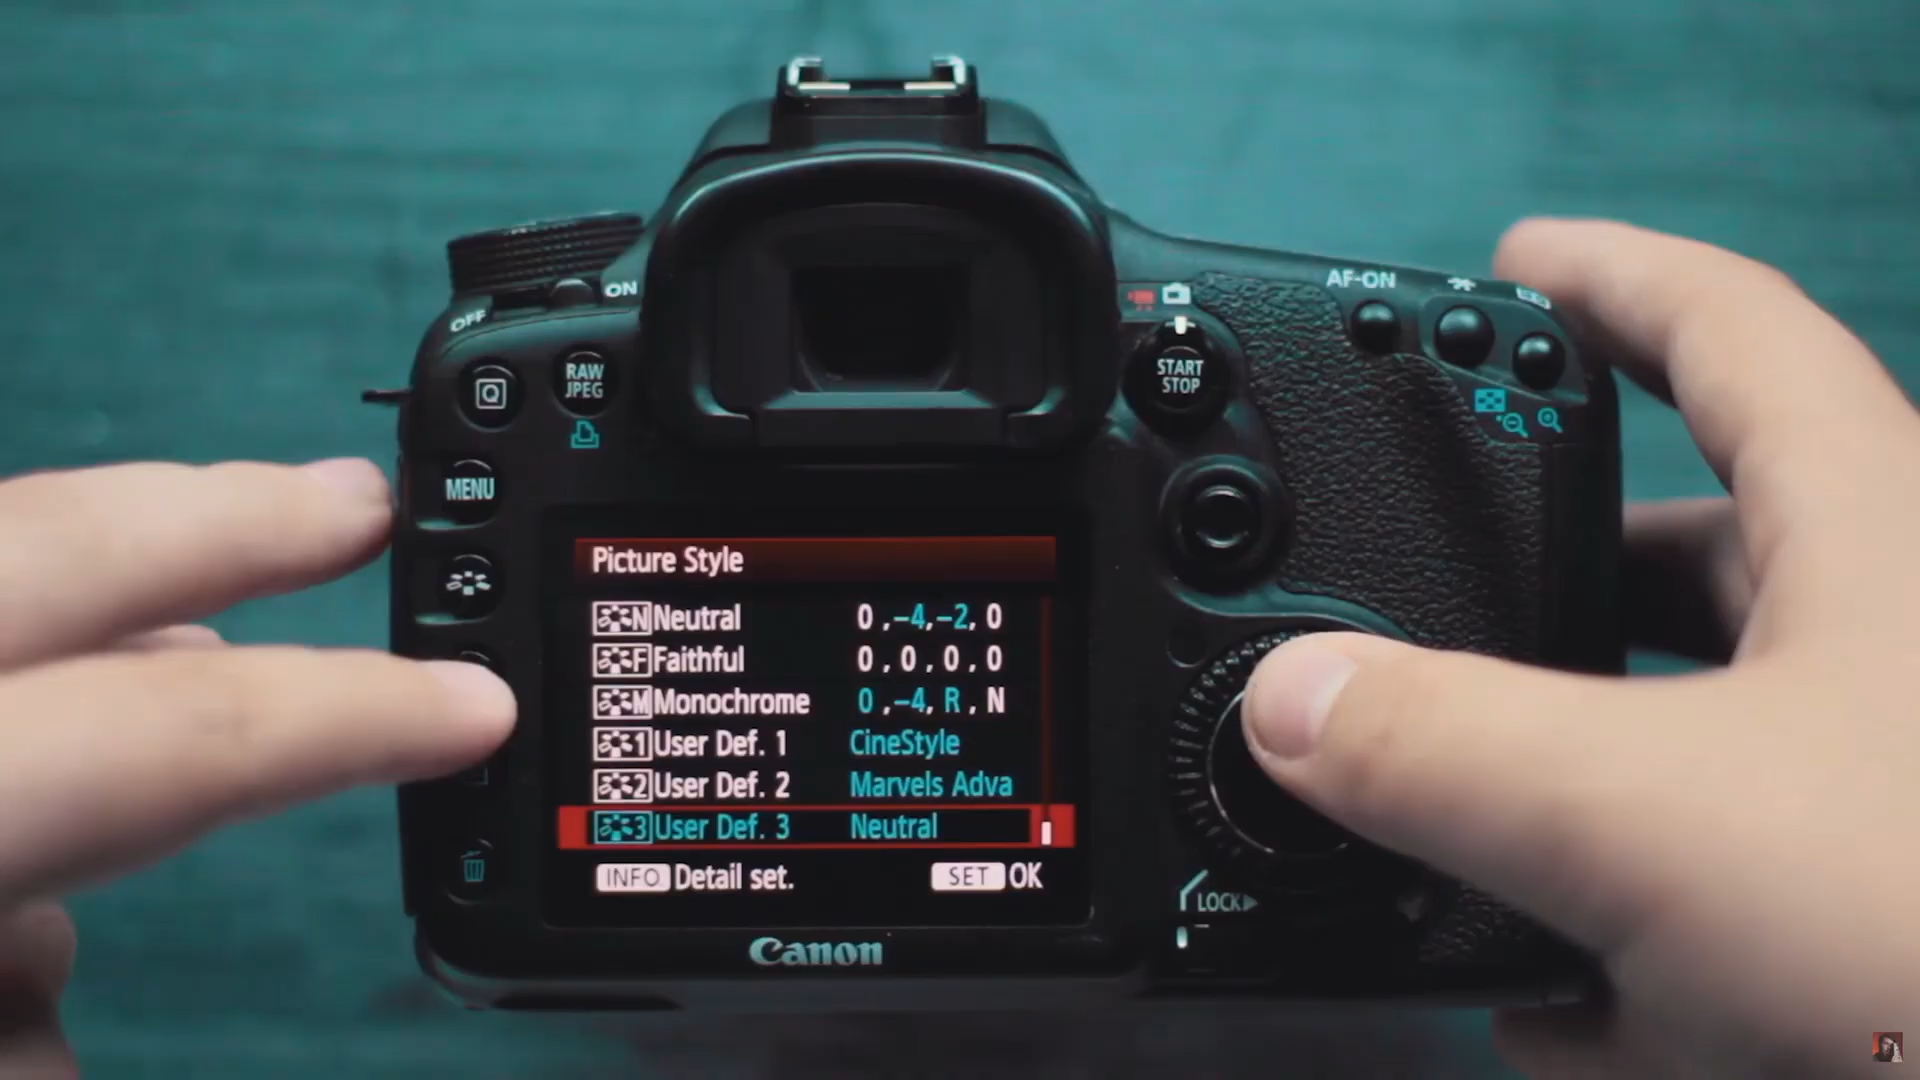 ON
OFF
AF-ON
Q
RAW
JPEG
START
STOP
MENU
Picture Style
N Neutral 0 ,-4,-2, 0
F Faithful 0 , 0 , 0 , 0
M Monochrome 0 ,-4, R , N
1 User Def. 1 CineStyle
2 User Def. 2 Marvels Adva
3 User Def. 3 Neutral
INFO Detail set. SET OK
LOCK
Canon